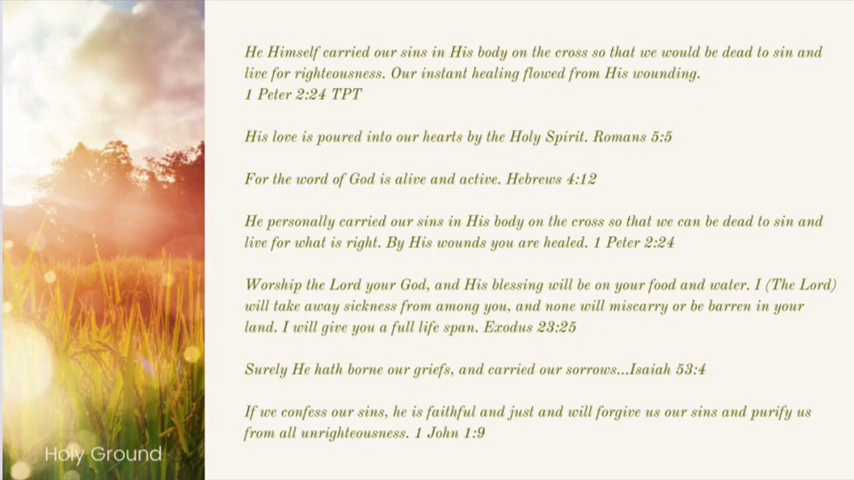 He Himself carried our sins in His body on the cross so that we would be dead to sin and
live for righteousness. Our instant healing flowed from His wounding.
1 Peter 2:24 TPT
His love is poured into our hearts by the Holy Spirit. Romans 5:5
For the word of God is alive and active. Hebrews 4:12
He personally carried our sins in His body on the cross so that we can be dead to sin and
live for what is right. By His wounds you are healed. 1 Peter 2:24
Worship the Lord your God, and His blessing will be on your food and water. I (The Lord)
will take away sickness from among you, and none will miscarry or be barren in your
land. I will give you a full life span. Exodus 23:25
Surely He hath borne our griefs, and carried our sorrows...Isaiah 53:4
If we confess our sins, he is faithful and just and will forgive us our sins and purify us
from all unrighteousness. 1 John 1:9
Holy Ground